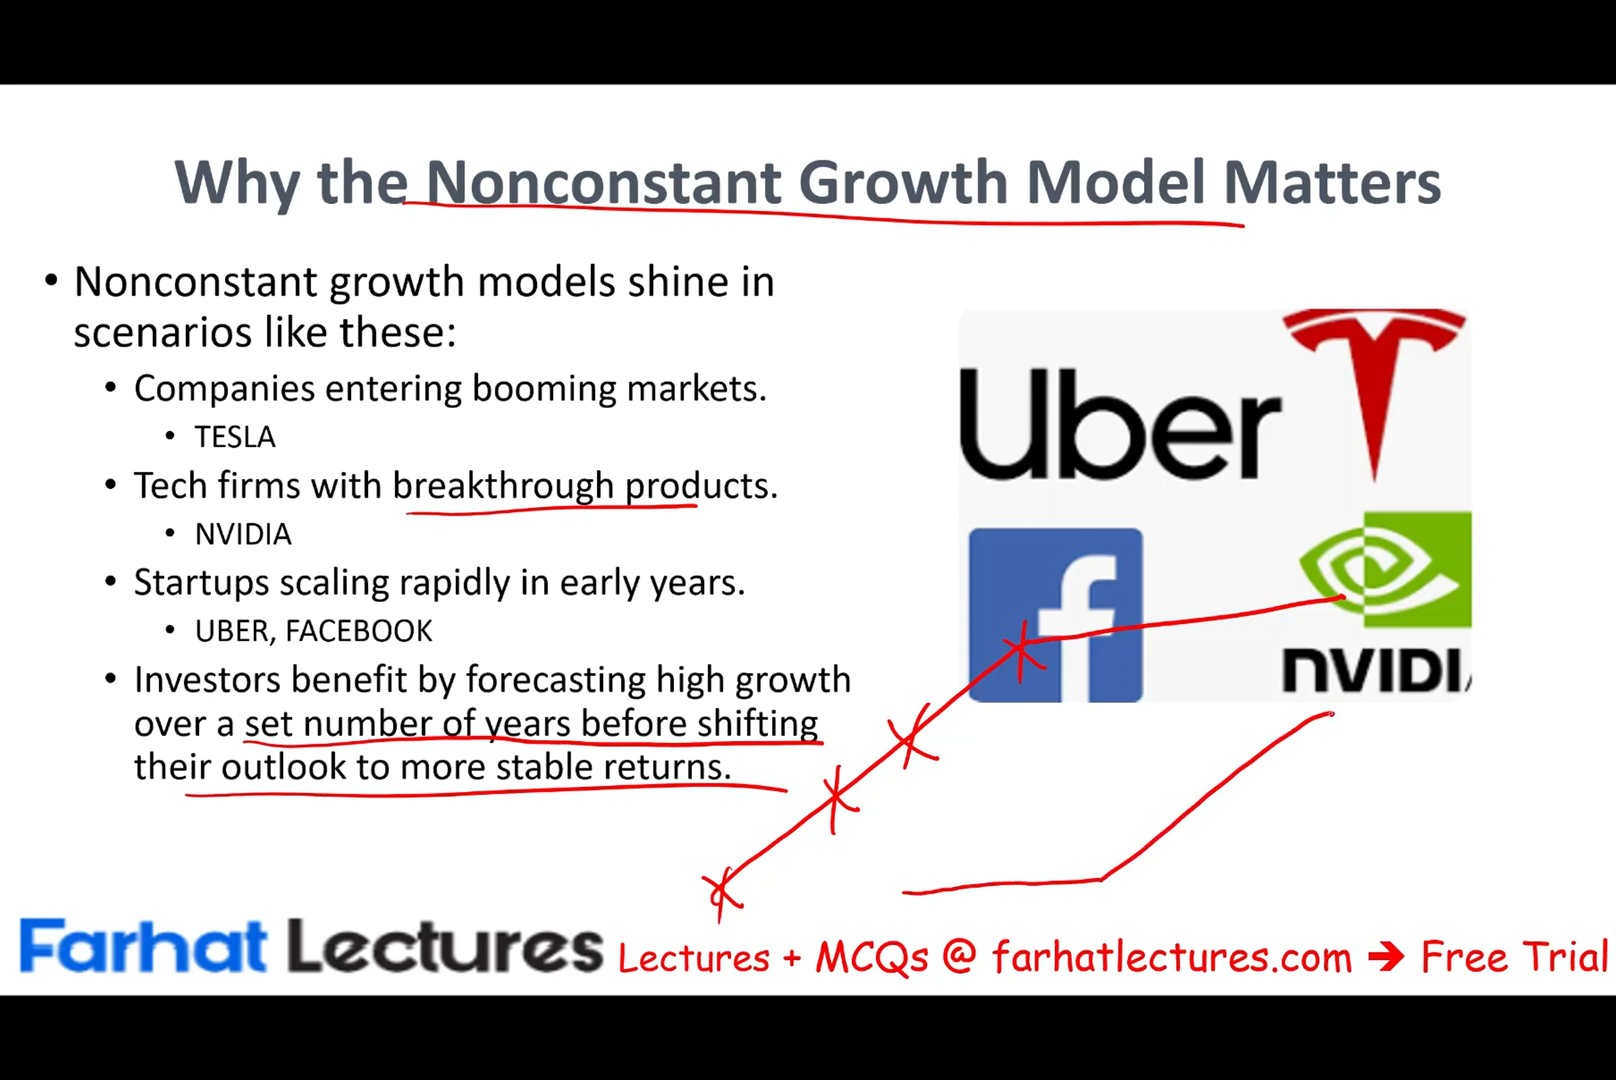 Why the Nonconstant Growth Model Matters
• Nonconstant growth models shine in
scenarios like these:
• Companies entering booming markets.
• TESLA
• Tech firms with breakthrough products.
• NVIDIA
• Startups scaling rapidly in early years.
• UBER, FACEBOOK
• Investors benefit by forecasting high growth
over a set number of years before shifting
their outlook to more stable returns.
Uber
f
NVIDI
Farhat Lectures
Lectures + MCQs @ farhatlectures.com ➔ Free Trial